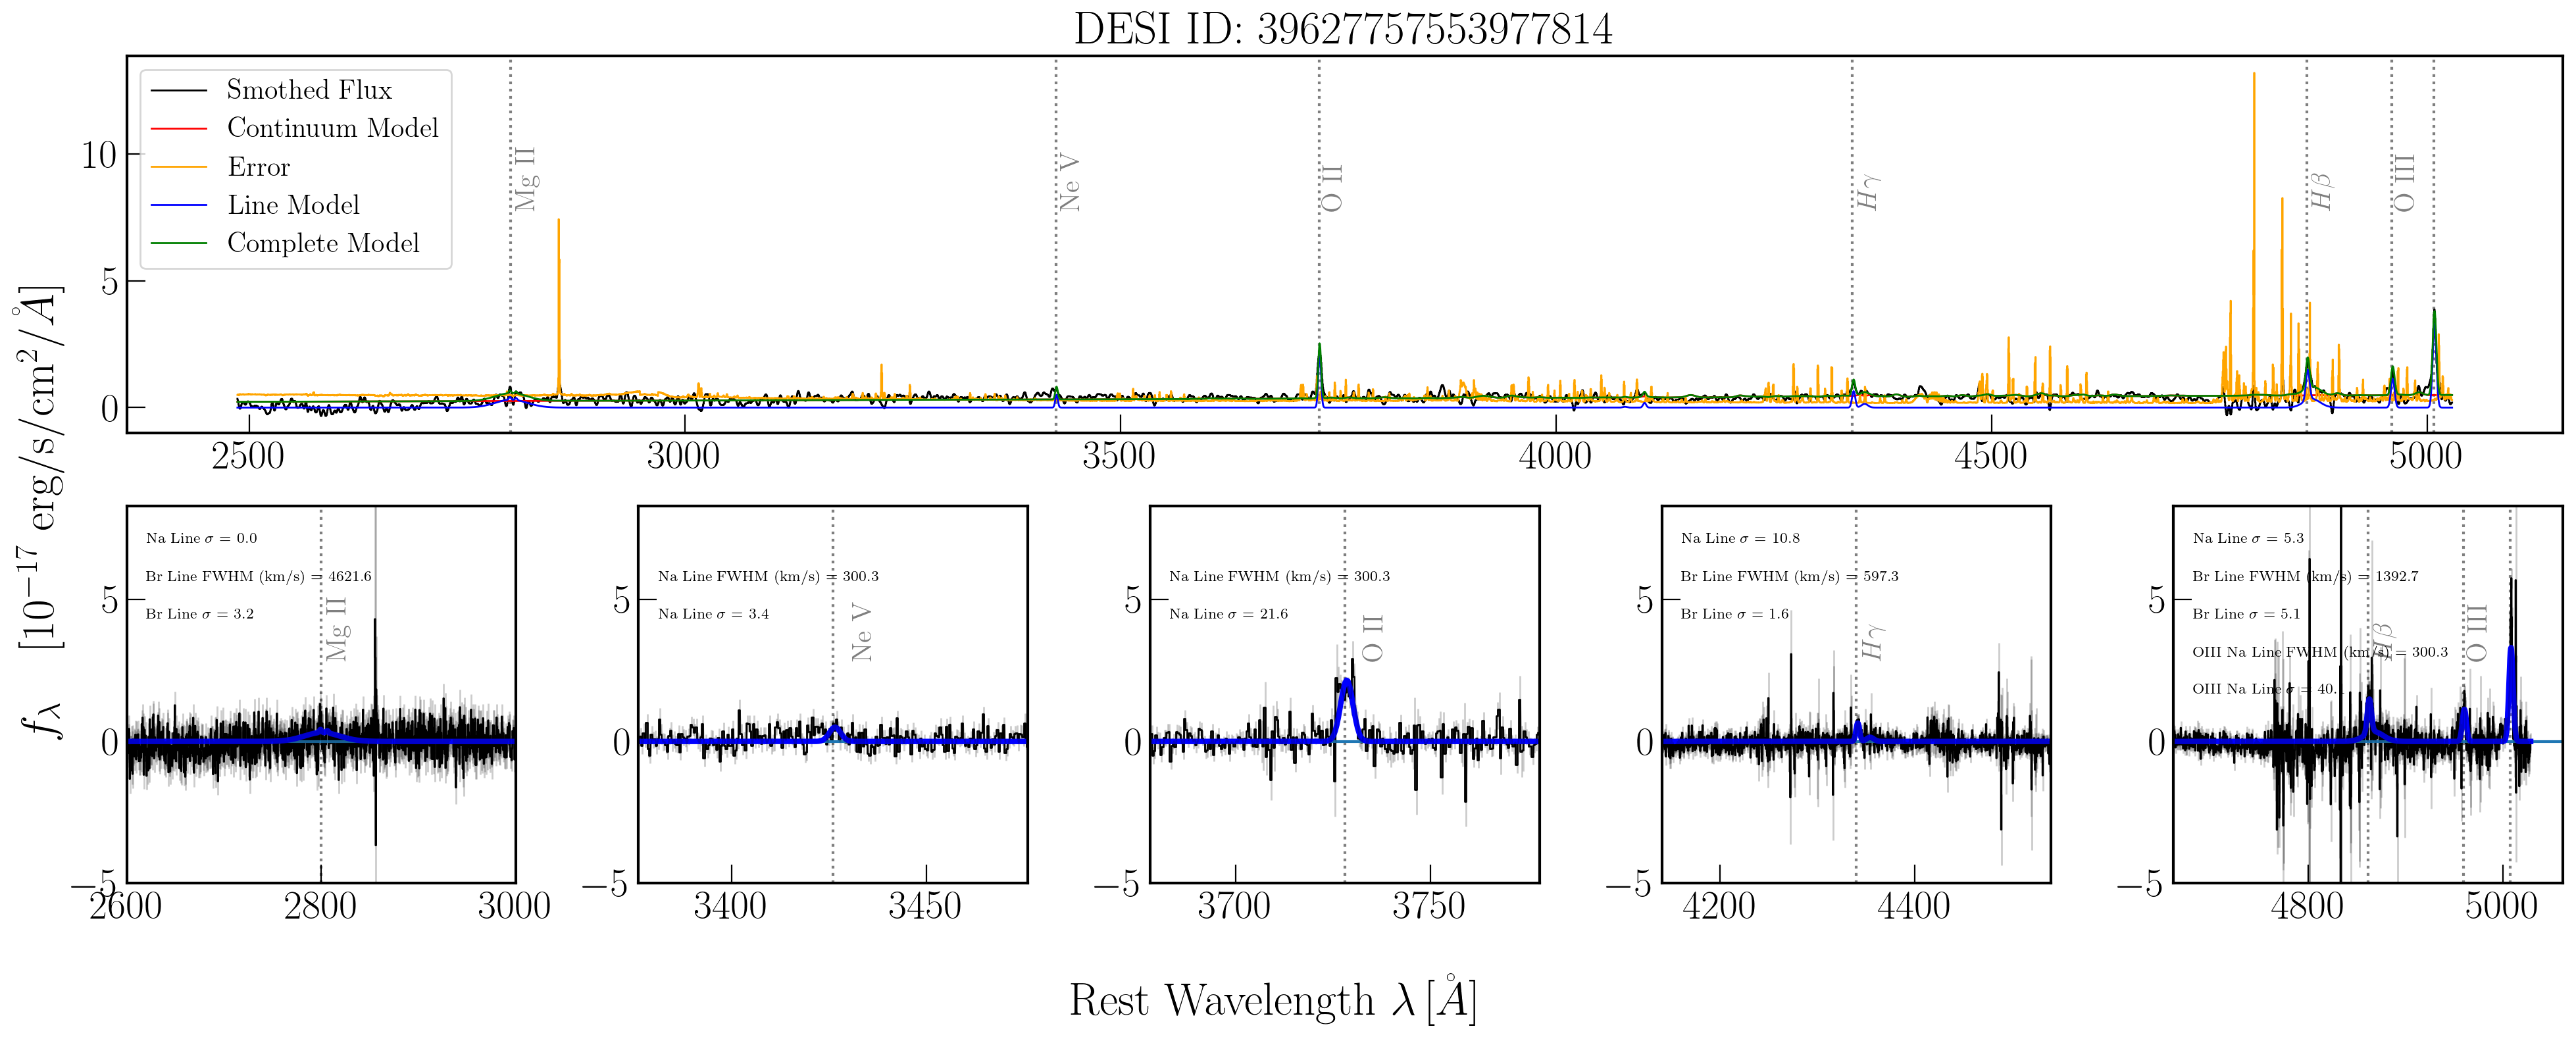 DESI ID: 39627757553977814
Smothed Flux
Continuum Model
Error
Line Model
Complete Model
Mg II
Ne V
O II
Hγ
Hβ
O III
10
5
0
2500 3000 3500 4000 4500 5000
fλ [10−17 erg/s/cm2/Å]
Na Line σ = 0.0
Br Line FWHM (km/s) = 4621.6
Br Line σ = 3.2
Mg II
5
0
−5
2600 2800 3000
Na Line FWHM (km/s) = 300.3
Na Line σ = 3.4
Ne V
5
0
−5
3400 3450
Na Line FWHM (km/s) = 300.3
Na Line σ = 21.6
O II
5
0
−5
3700 3750
Na Line σ = 10.8
Br Line FWHM (km/s) = 597.3
Br Line σ = 1.6
Hγ
5
0
−5
4200 4400
Na Line σ = 5.3
Br Line FWHM (km/s) = 1392.7
Br Line σ = 5.1
OIII Na Line FWHM (km/s) = 300.3
OIII Na Line σ =
Hβ
O III
5
0
−5
4800 5000
Rest Wavelength λ [Å]